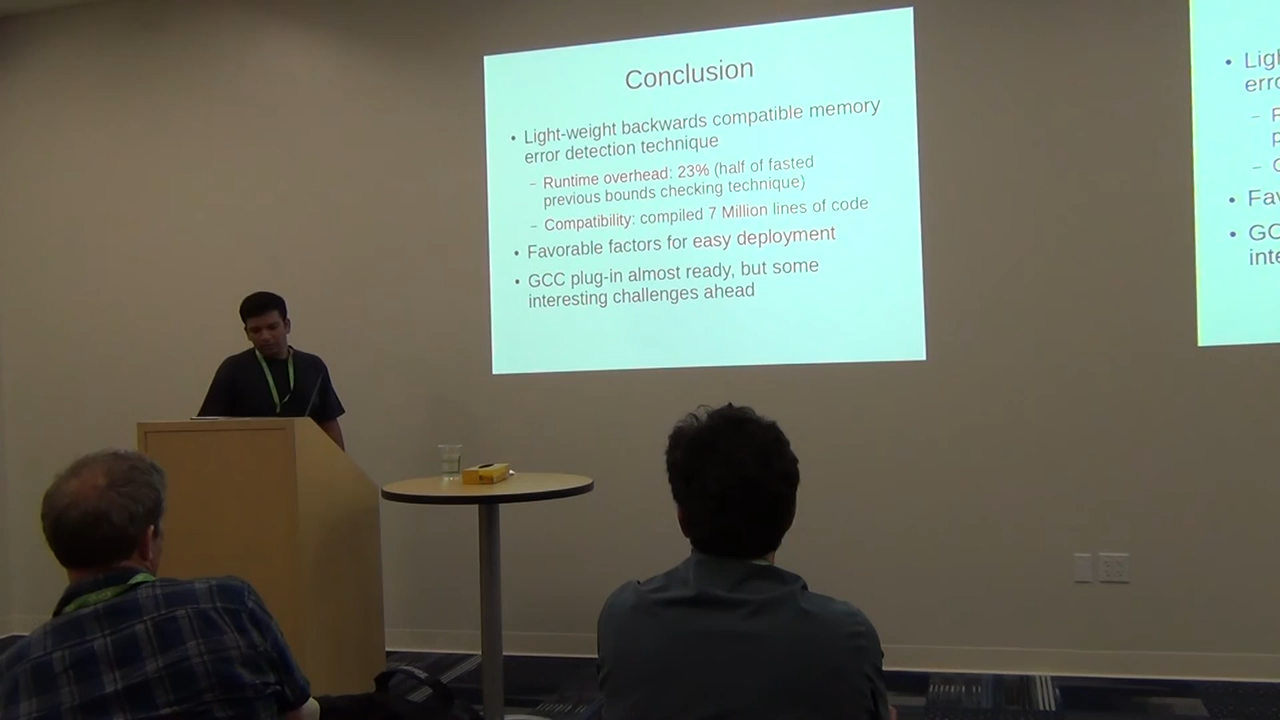 Conclusion
• Light-weight backwards compatible memory
error detection technique
– Runtime overhead: 23% (half of fasted
previous bounds checking technique)
– Compatibility: compiled 7 Million lines of code
• Favorable factors for easy deployment
• GCC plug-in almost ready, but some
interesting challenges ahead